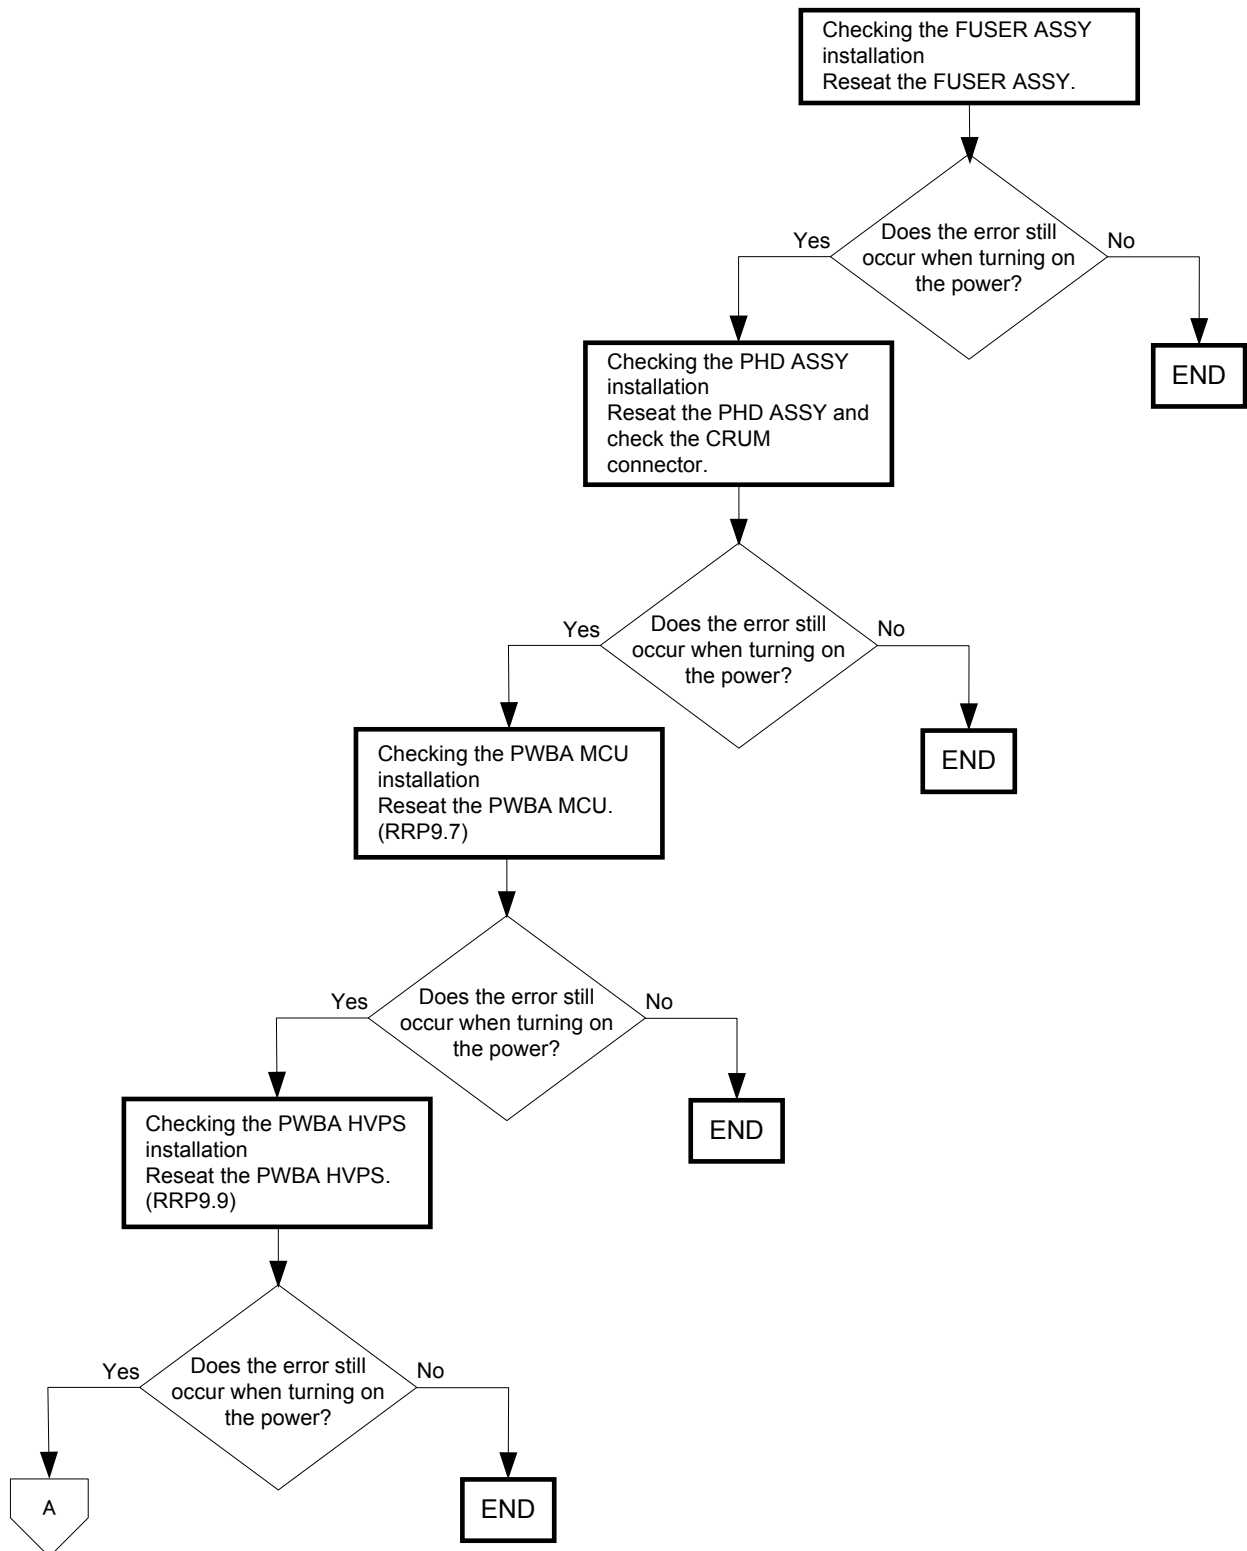 Checking the FUSER ASSY
installation
Reseat the FUSER ASSY.
Does the error still
occur when turning on
the power?
Yes
No
END
Checking the PHD ASSY
installation
Reseat the PHD ASSY and
check the CRUM
connector.
Does the error still
occur when turning on
the power?
Yes
No
END
Checking the PWBA MCU
installation
Reseat the PWBA MCU.
(RRP9.7)
Does the error still
occur when turning on
the power?
Yes
No
END
Checking the PWBA HVPS
installation
Reseat the PWBA HVPS.
(RRP9.9)
Does the error still
occur when turning on
the power?
Yes
No
A
END